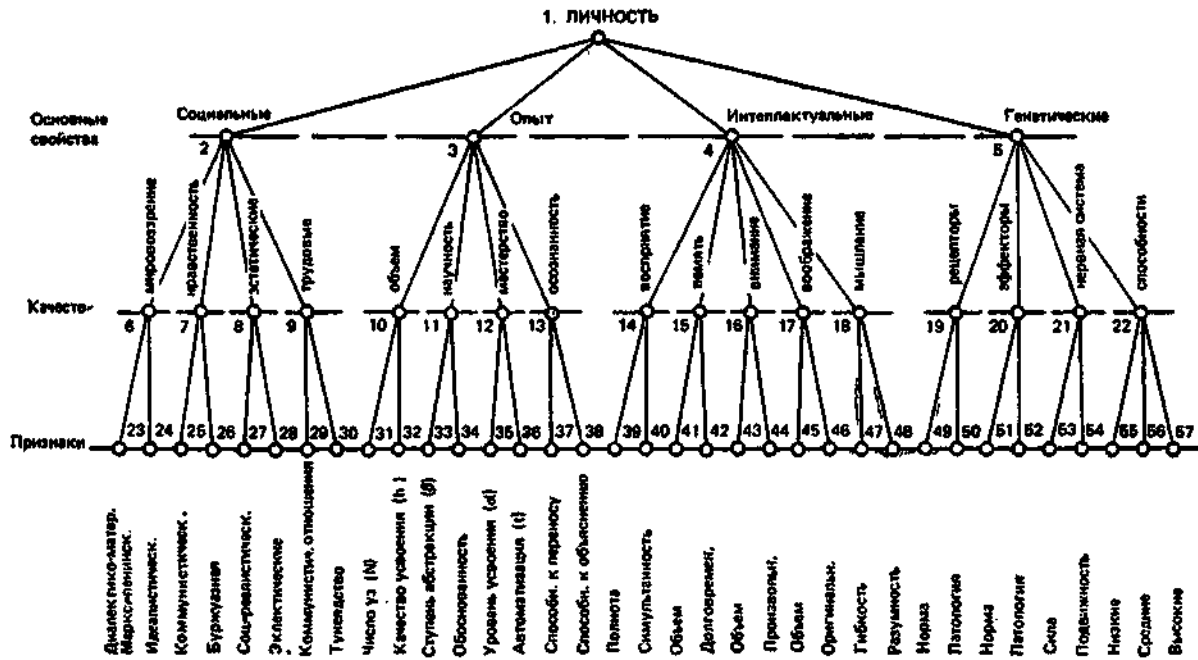 1. ЛИЧНОСТЬ
Основные
свойства
Социальные
Опыт
Интеллектуальные
Генетические
2
3
4
5
мировоззрение
нравственность
эстатические
трудовые
объем
научность
мастерство
осознанность
восприятие
память
внимание
воображение
мышление
рецепторы
эффекторы
нервная система
способности
Качеств-
6 7 8 9 10 11 12 13 14 15 16 17 18 19 20 21 22
Признаки
23 24 25 26 27 28 29 30 31 32 33 34 35 36 37 38 39 40 41 42 43 44 45 46 47 48 49 50 51 52 53 54 55 56 57
Диалектико-матер.
Марксо-ленинск.
Идеалистическ.
Коммунистическ.
Буржуазная
Соц-реалистическ.
Эклектические
Коммунистич. отношения
Тунеядство
Число уэ (N)
Качество усвоения (h)
Ступень абстракции (β)
Обоснованность
Уровень усвоения (α)
Автоматизация (τ)
Способн. к переносу
Способн. к объяснению
Полнота
Симультанность
Объем
Долговремен.
Объем
Произвольн.
Объем
Оригинальн.
Гибкость
Разумность
Норма
Патология
Норма
Патология
Сила
Подвижность
Низкие
Средние
Высокие